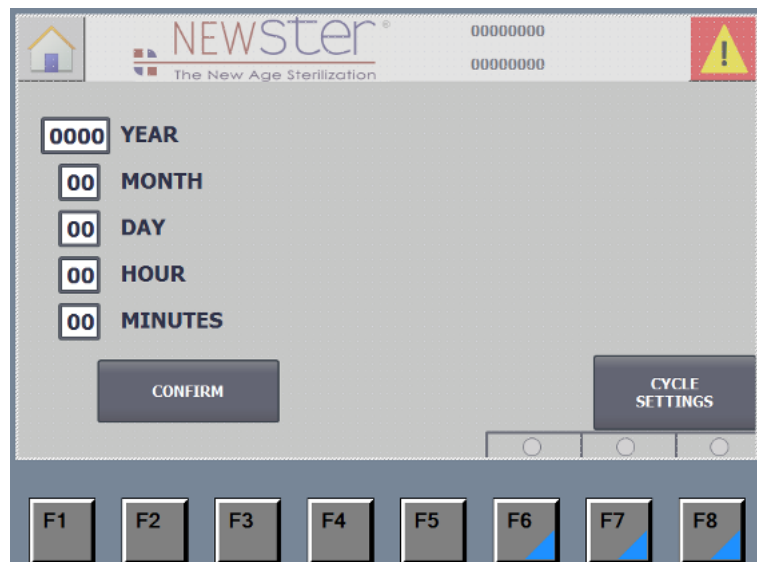 NEWSter®
The New Age Sterilization
00000000
00000000
0000 YEAR
00 MONTH
00 DAY
00 HOUR
00 MINUTES
CONFIRM
CYCLE
SETTINGS
F1 F2 F3 F4 F5 F6 F7 F8